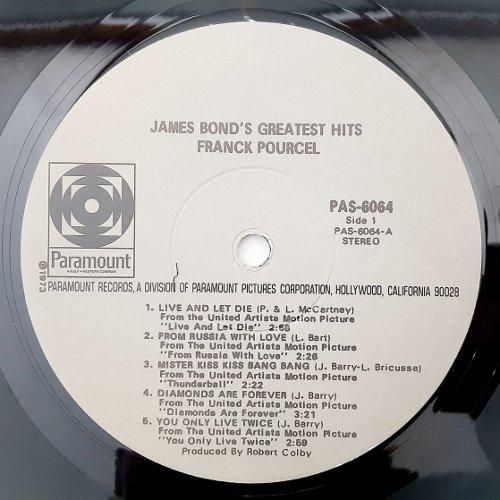 JAMES BOND'S GREATEST HITS
FRANCK POURCEL
PAS-6064
Side 1
PAS-6064-A
STEREO
Paramount
A GULF+WESTERN COMPANY
℗1973
PARAMOUNT RECORDS, A DIVISION OF PARAMOUNT PICTURES CORPORATION, HOLLYWOOD, CALIFORNIA 90028
1. LIVE AND LET DIE (P. & L. McCartney)
From the United Artists Motion Picture
"Live And Let Die" 2:58
2. FROM RUSSIA WITH LOVE (L. Bart)
From The United Artists Motion Picture
"From Russia With Love" 2:26
3. MISTER KISS KISS BANG BANG (J. Barry-L. Bricusse)
From the United Artists Motion Picture
"Thunderball" 2:22
4. DIAMONDS ARE FOREVER (J. Barry)
From The United Artists Motion Picture
"Diamonds Are Forever" 3:21
5. YOU ONLY LIVE TWICE (J. Barry)
From The United Artists Motion Picture
"You Only Live Twice" 2:59
Produced by Robert Colby